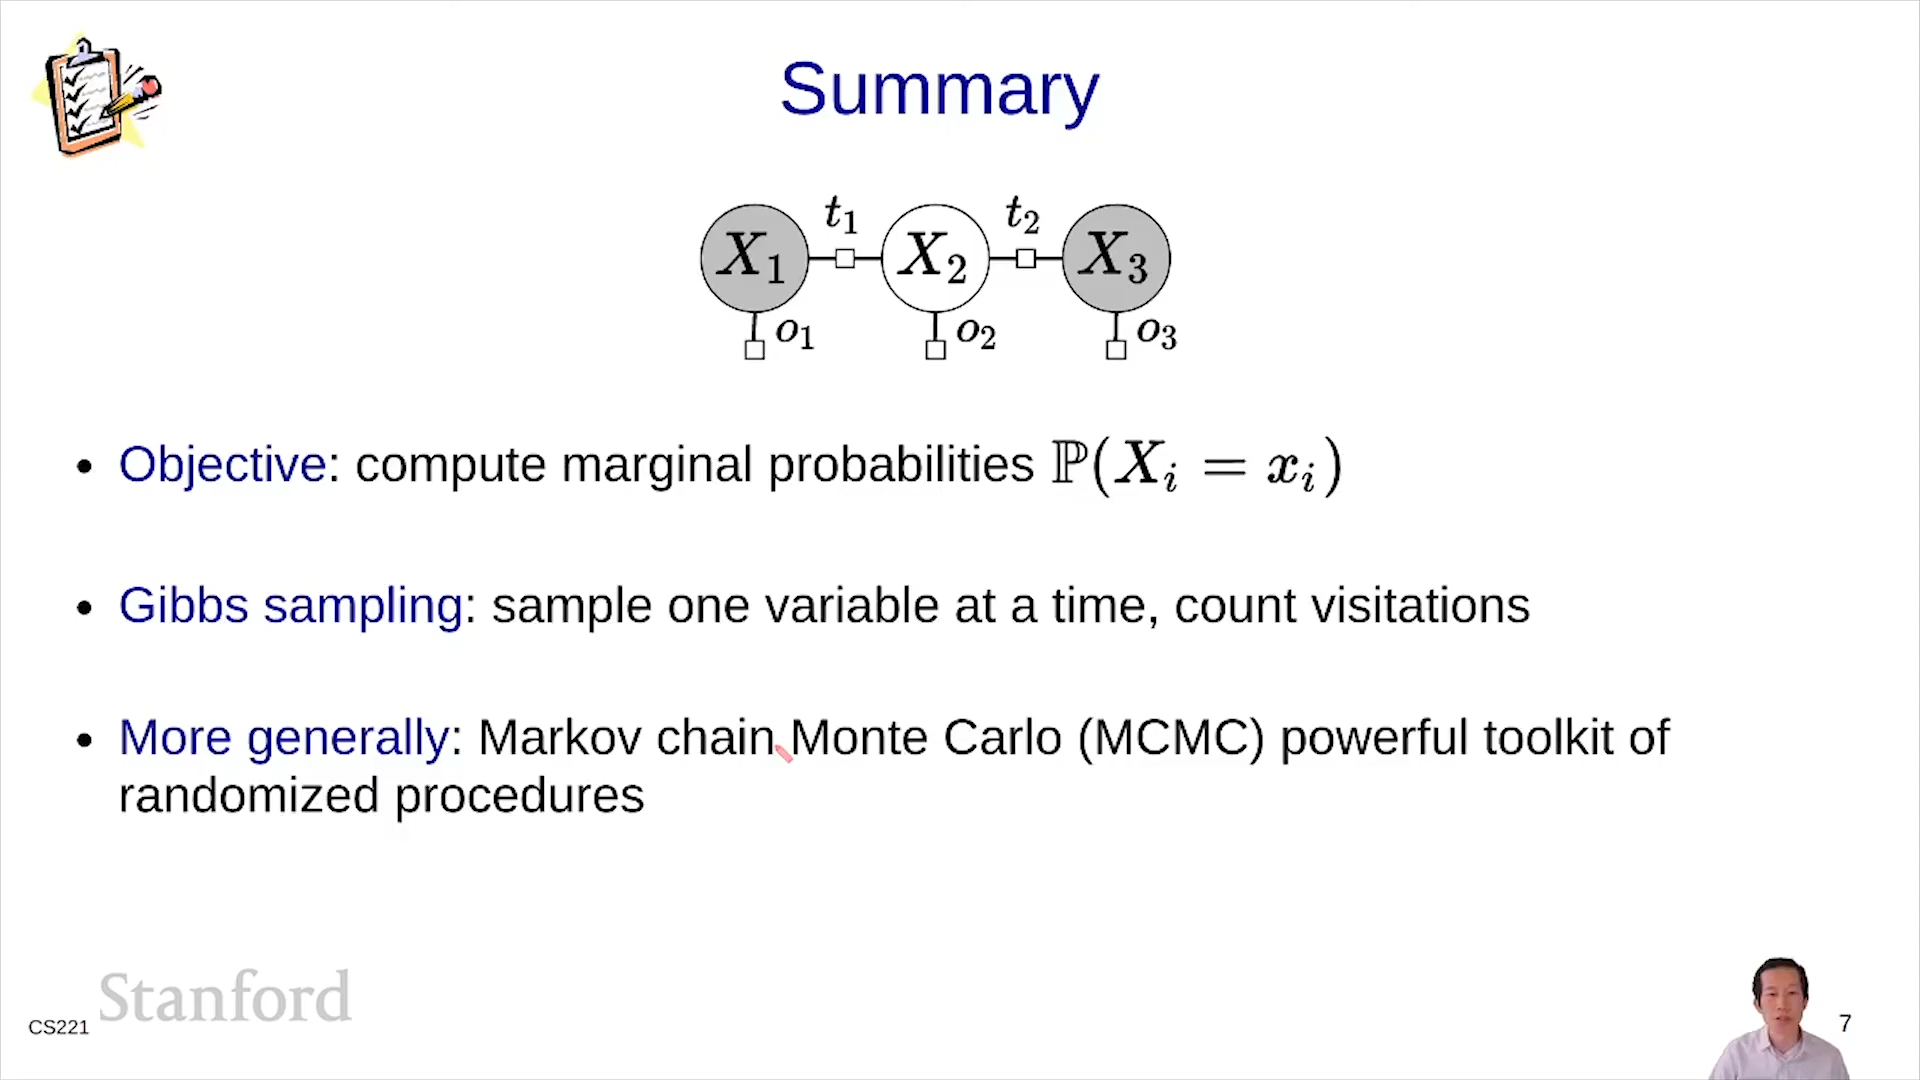 Summary
t₁ t₂
X₁ X₂ X₃
o₁ o₂ o₃
• Objective: compute marginal probabilities ℙ(Xᵢ = xᵢ)
• Gibbs sampling: sample one variable at a time, count visitations
• More generally: Markov chain Monte Carlo (MCMC) powerful toolkit of
randomized procedures
Stanford
CS221
7